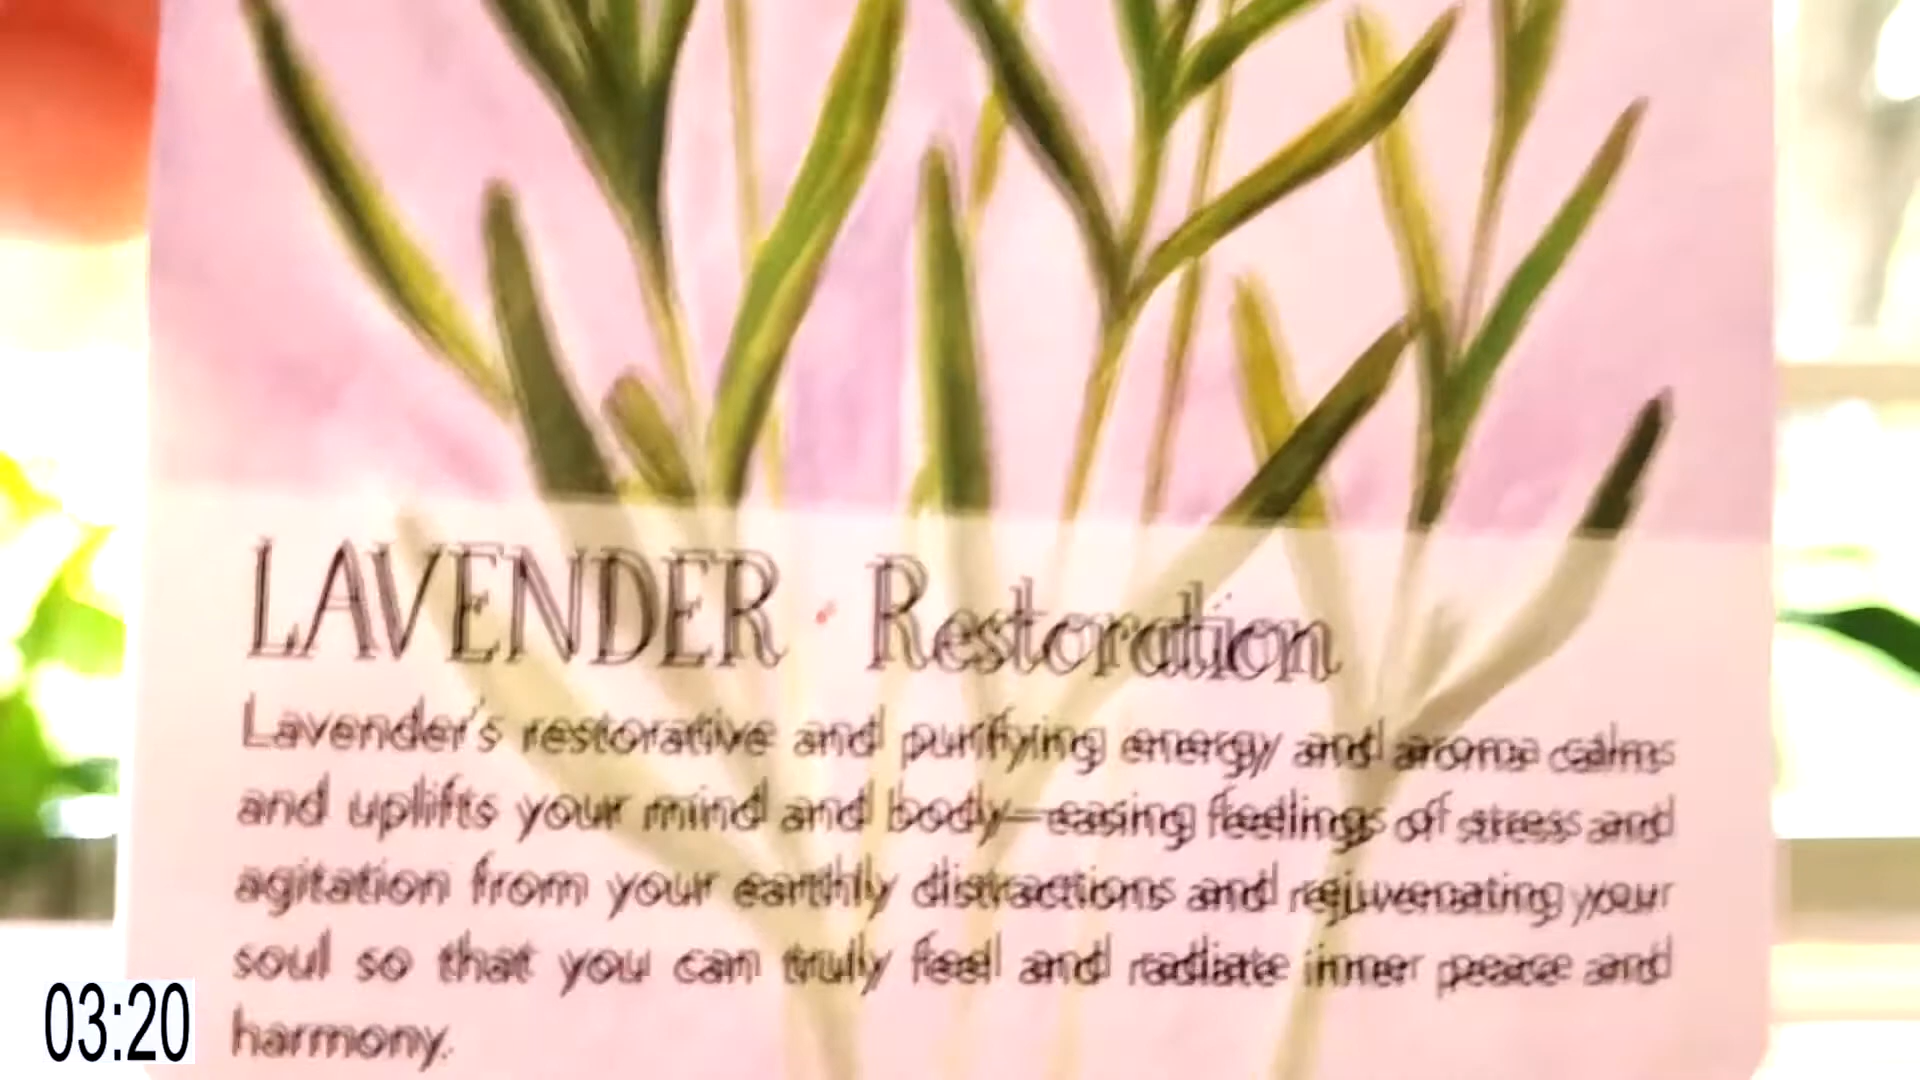 LAVENDER · Restoration
Lavender's restorative and purifying energy and aroma calms
and uplifts your mind and body—easing feelings of stress and
agitation from your earthly distractions and rejuvenating your
soul so that you can truly feel and radiate inner peace and
harmony.
03:20